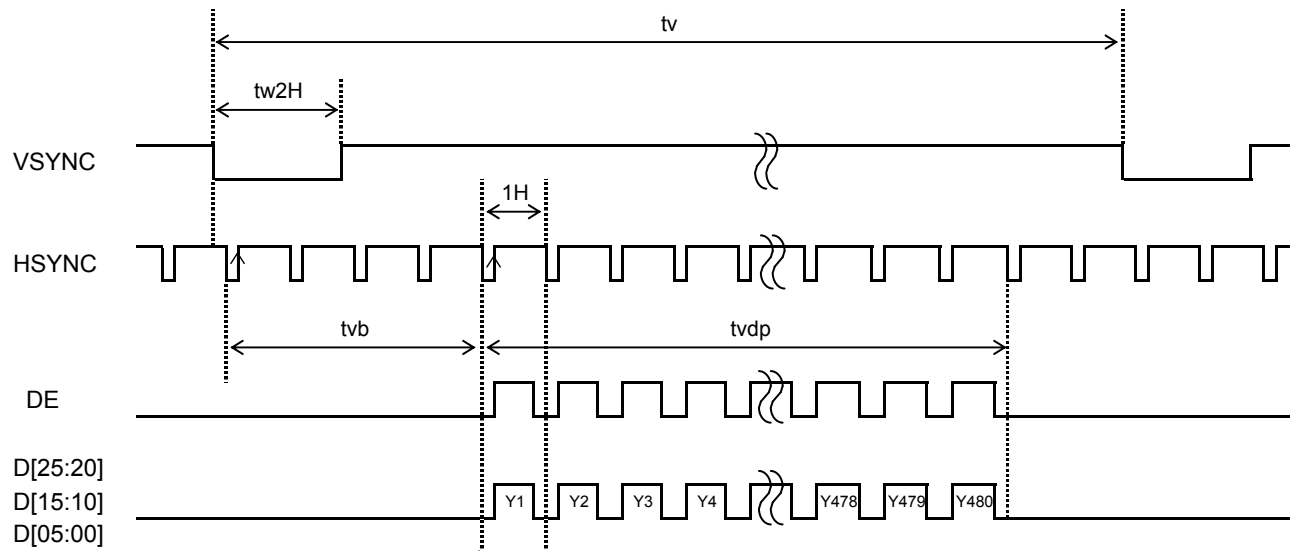 tv
tw2H
VSYNC
1H
HSYNC
tvb
tvdp
DE
D[25:20]
D[15:10]
D[05:00]
Y1 Y2 Y3 Y4 Y478 Y479 Y480